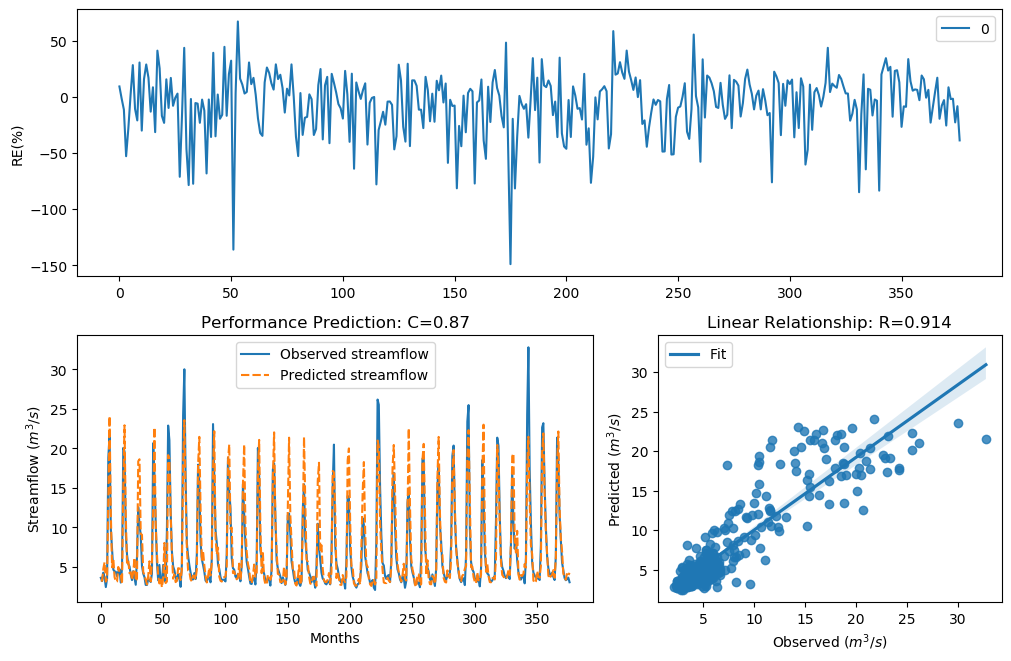 0
RE(%)
50
0
−50
−100
−150
0 50 100 150 200 250 300 350
Performance Prediction: C=0.87
Observed streamflow
Predicted streamflow
Streamflow (m³/s)
30
25
20
15
10
5
0 50 100 150 200 250 300 350
Months
Linear Relationship: R=0.914
Fit
Predicted (m³/s)
30
25
20
15
10
5
5 10 15 20 25 30
Observed (m³/s)